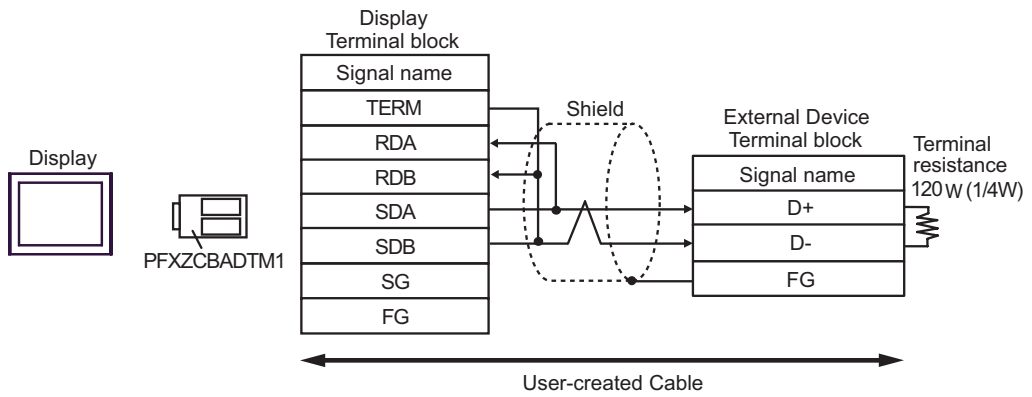 Display
Terminal block
Signal name
TERM
RDA
RDB
SDA
SDB
SG
FG
Shield
External Device
Terminal block
Signal name
D+
D-
FG
Terminal
resistance
120 W (1/4W)
Display
PFXZCBADTM1
User-created Cable